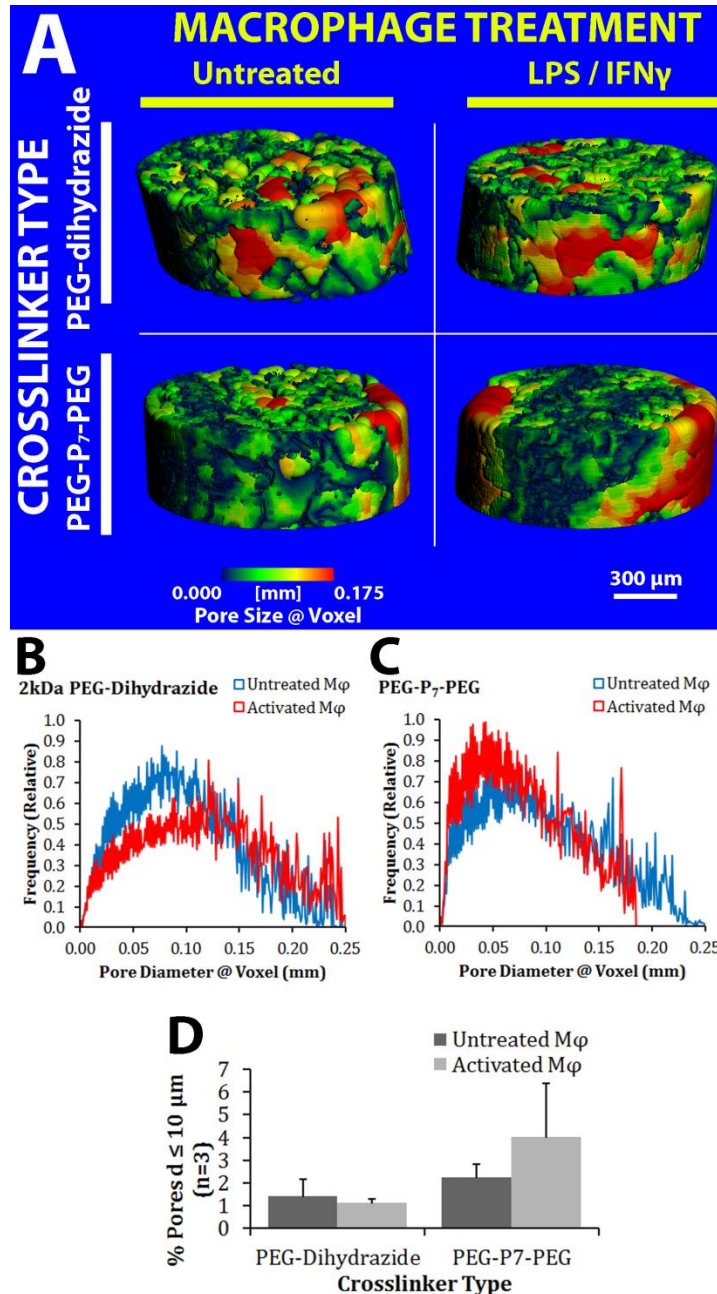 A
MACROPHAGE TREATMENT
Untreated
LPS / IFNγ
CROSSLINKER TYPE
PEG-dihydrazide
PEG-P₇-PEG
0.000 [mm] 0.175
Pore Size @ Voxel
300 µm
B
2kDa PEG-Dihydrazide
Untreated Mφ
Activated Mφ
Frequency (Relative)
1.0
0.9
0.8
0.7
0.6
0.5
0.4
0.3
0.2
0.1
0.0
0.00 0.05 0.10 0.15 0.20 0.25
Pore Diameter @ Voxel (mm)
C
PEG-P₇-PEG
Untreated Mφ
Activated Mφ
Frequency (Relative)
1.0
0.9
0.8
0.7
0.6
0.5
0.4
0.3
0.2
0.1
0.0
0.00 0.05 0.10 0.15 0.20 0.25
Pore Diameter @ Voxel (mm)
D
Untreated Mφ
Activated Mφ
% Pores d ≤ 10 µm
(n=3)
7
6
5
4
3
2
1
0
PEG-Dihydrazide PEG-P7-PEG
Crosslinker Type